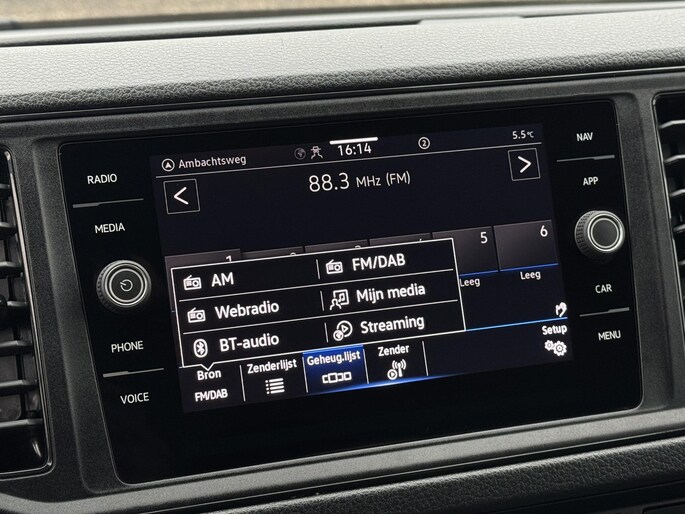 RADIO
MEDIA
PHONE
VOICE
Ambachtsweg
16:14
2
5.5°C
88.3 MHz (FM)
1
5
6
Leeg
Leeg
AM
FM/DAB
Webradio
Mijn media
BT-audio
Streaming
Bron
FM/DAB
Zenderlijst
Geheug.lijst
Zender
Setup
NAV
APP
CAR
MENU